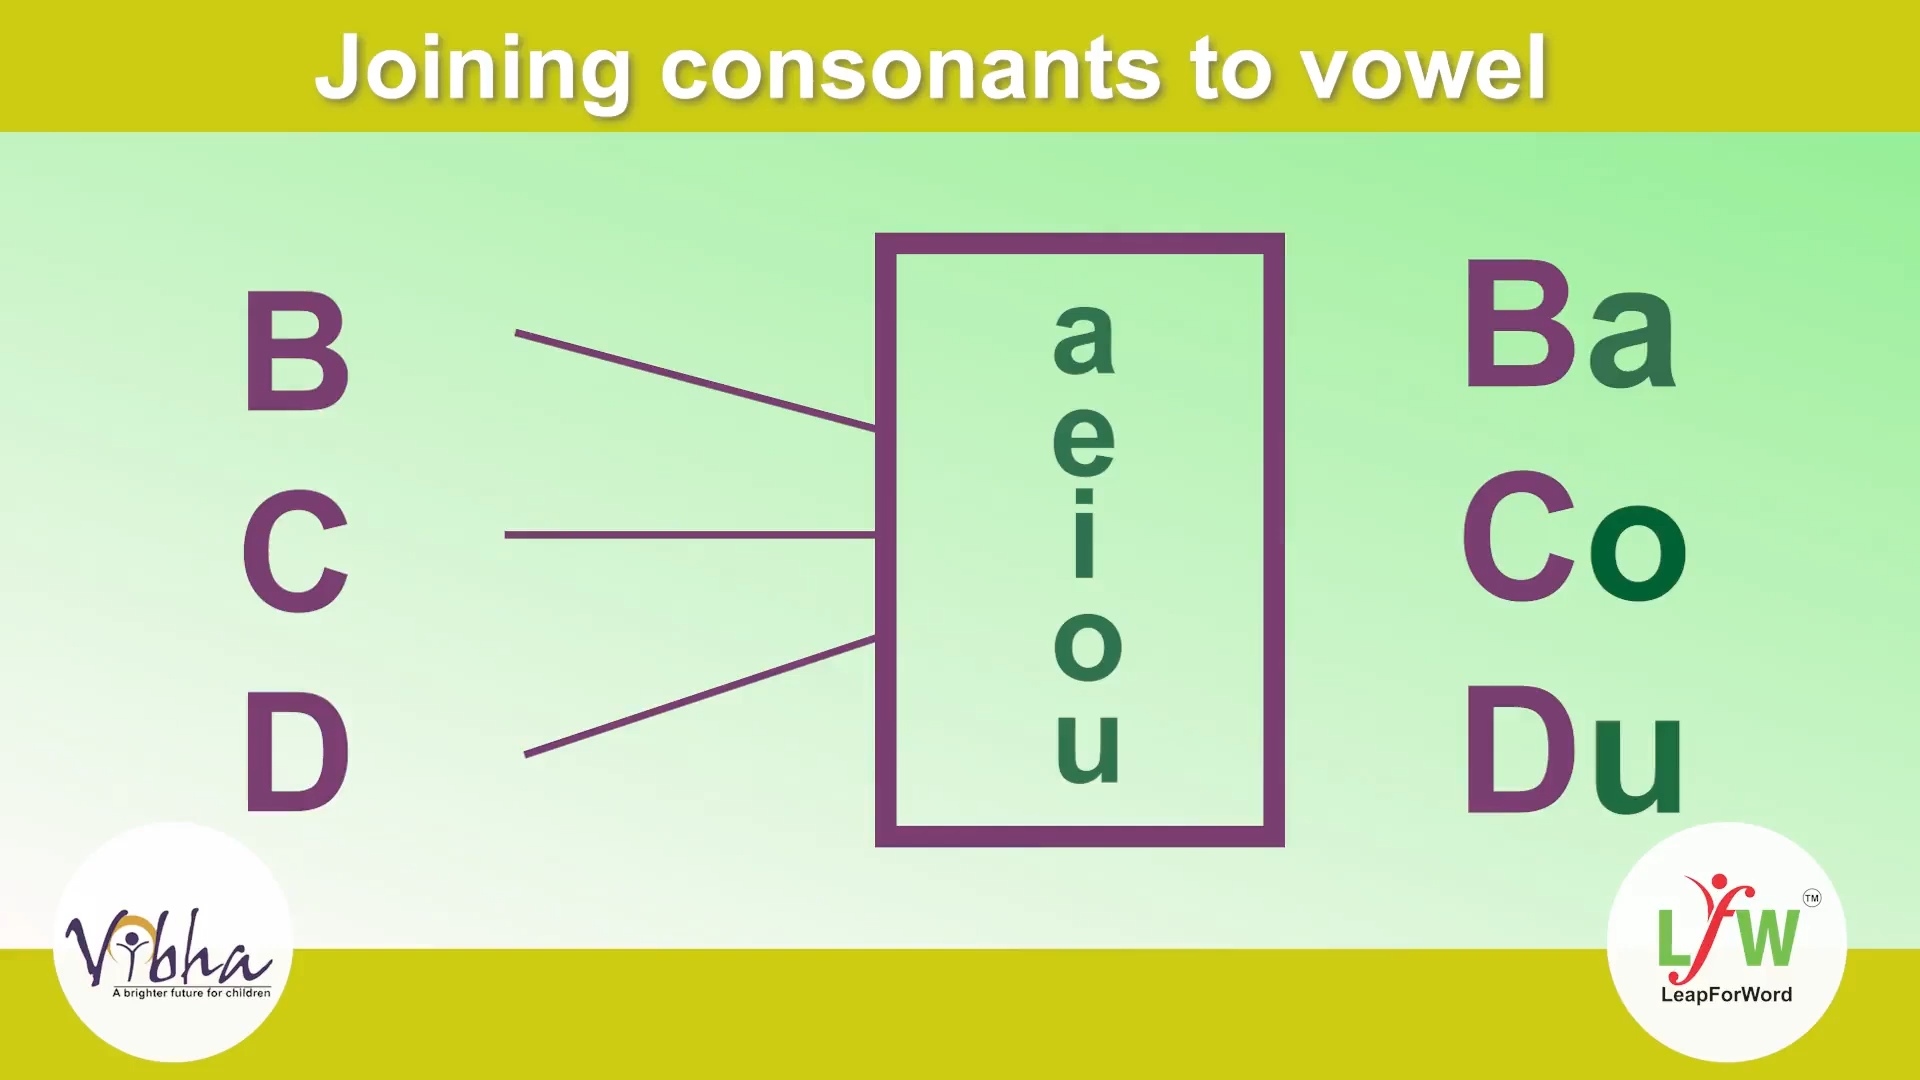 Joining consonants to vowel
B
C
D
a
e
i
o
u
Ba
Co
Du
Vibha
A brighter future for children
LfW TM
LeapForWord